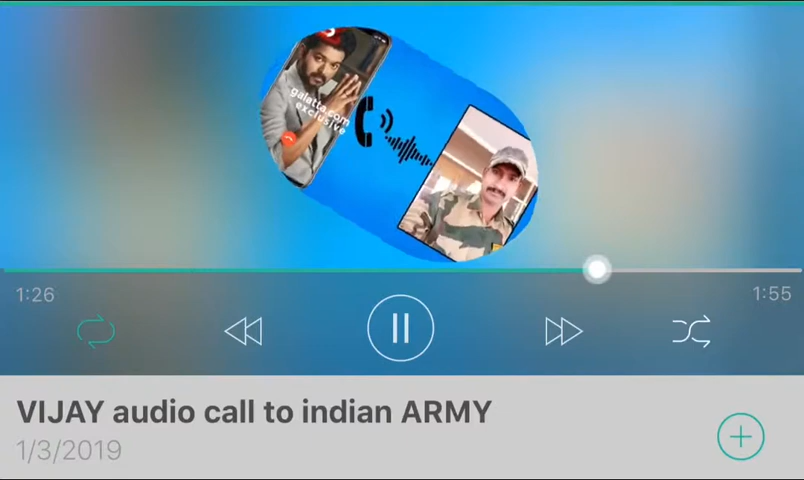 galatta.com
exclusive
1:26
1:55
VIJAY audio call to indian ARMY
1/3/2019